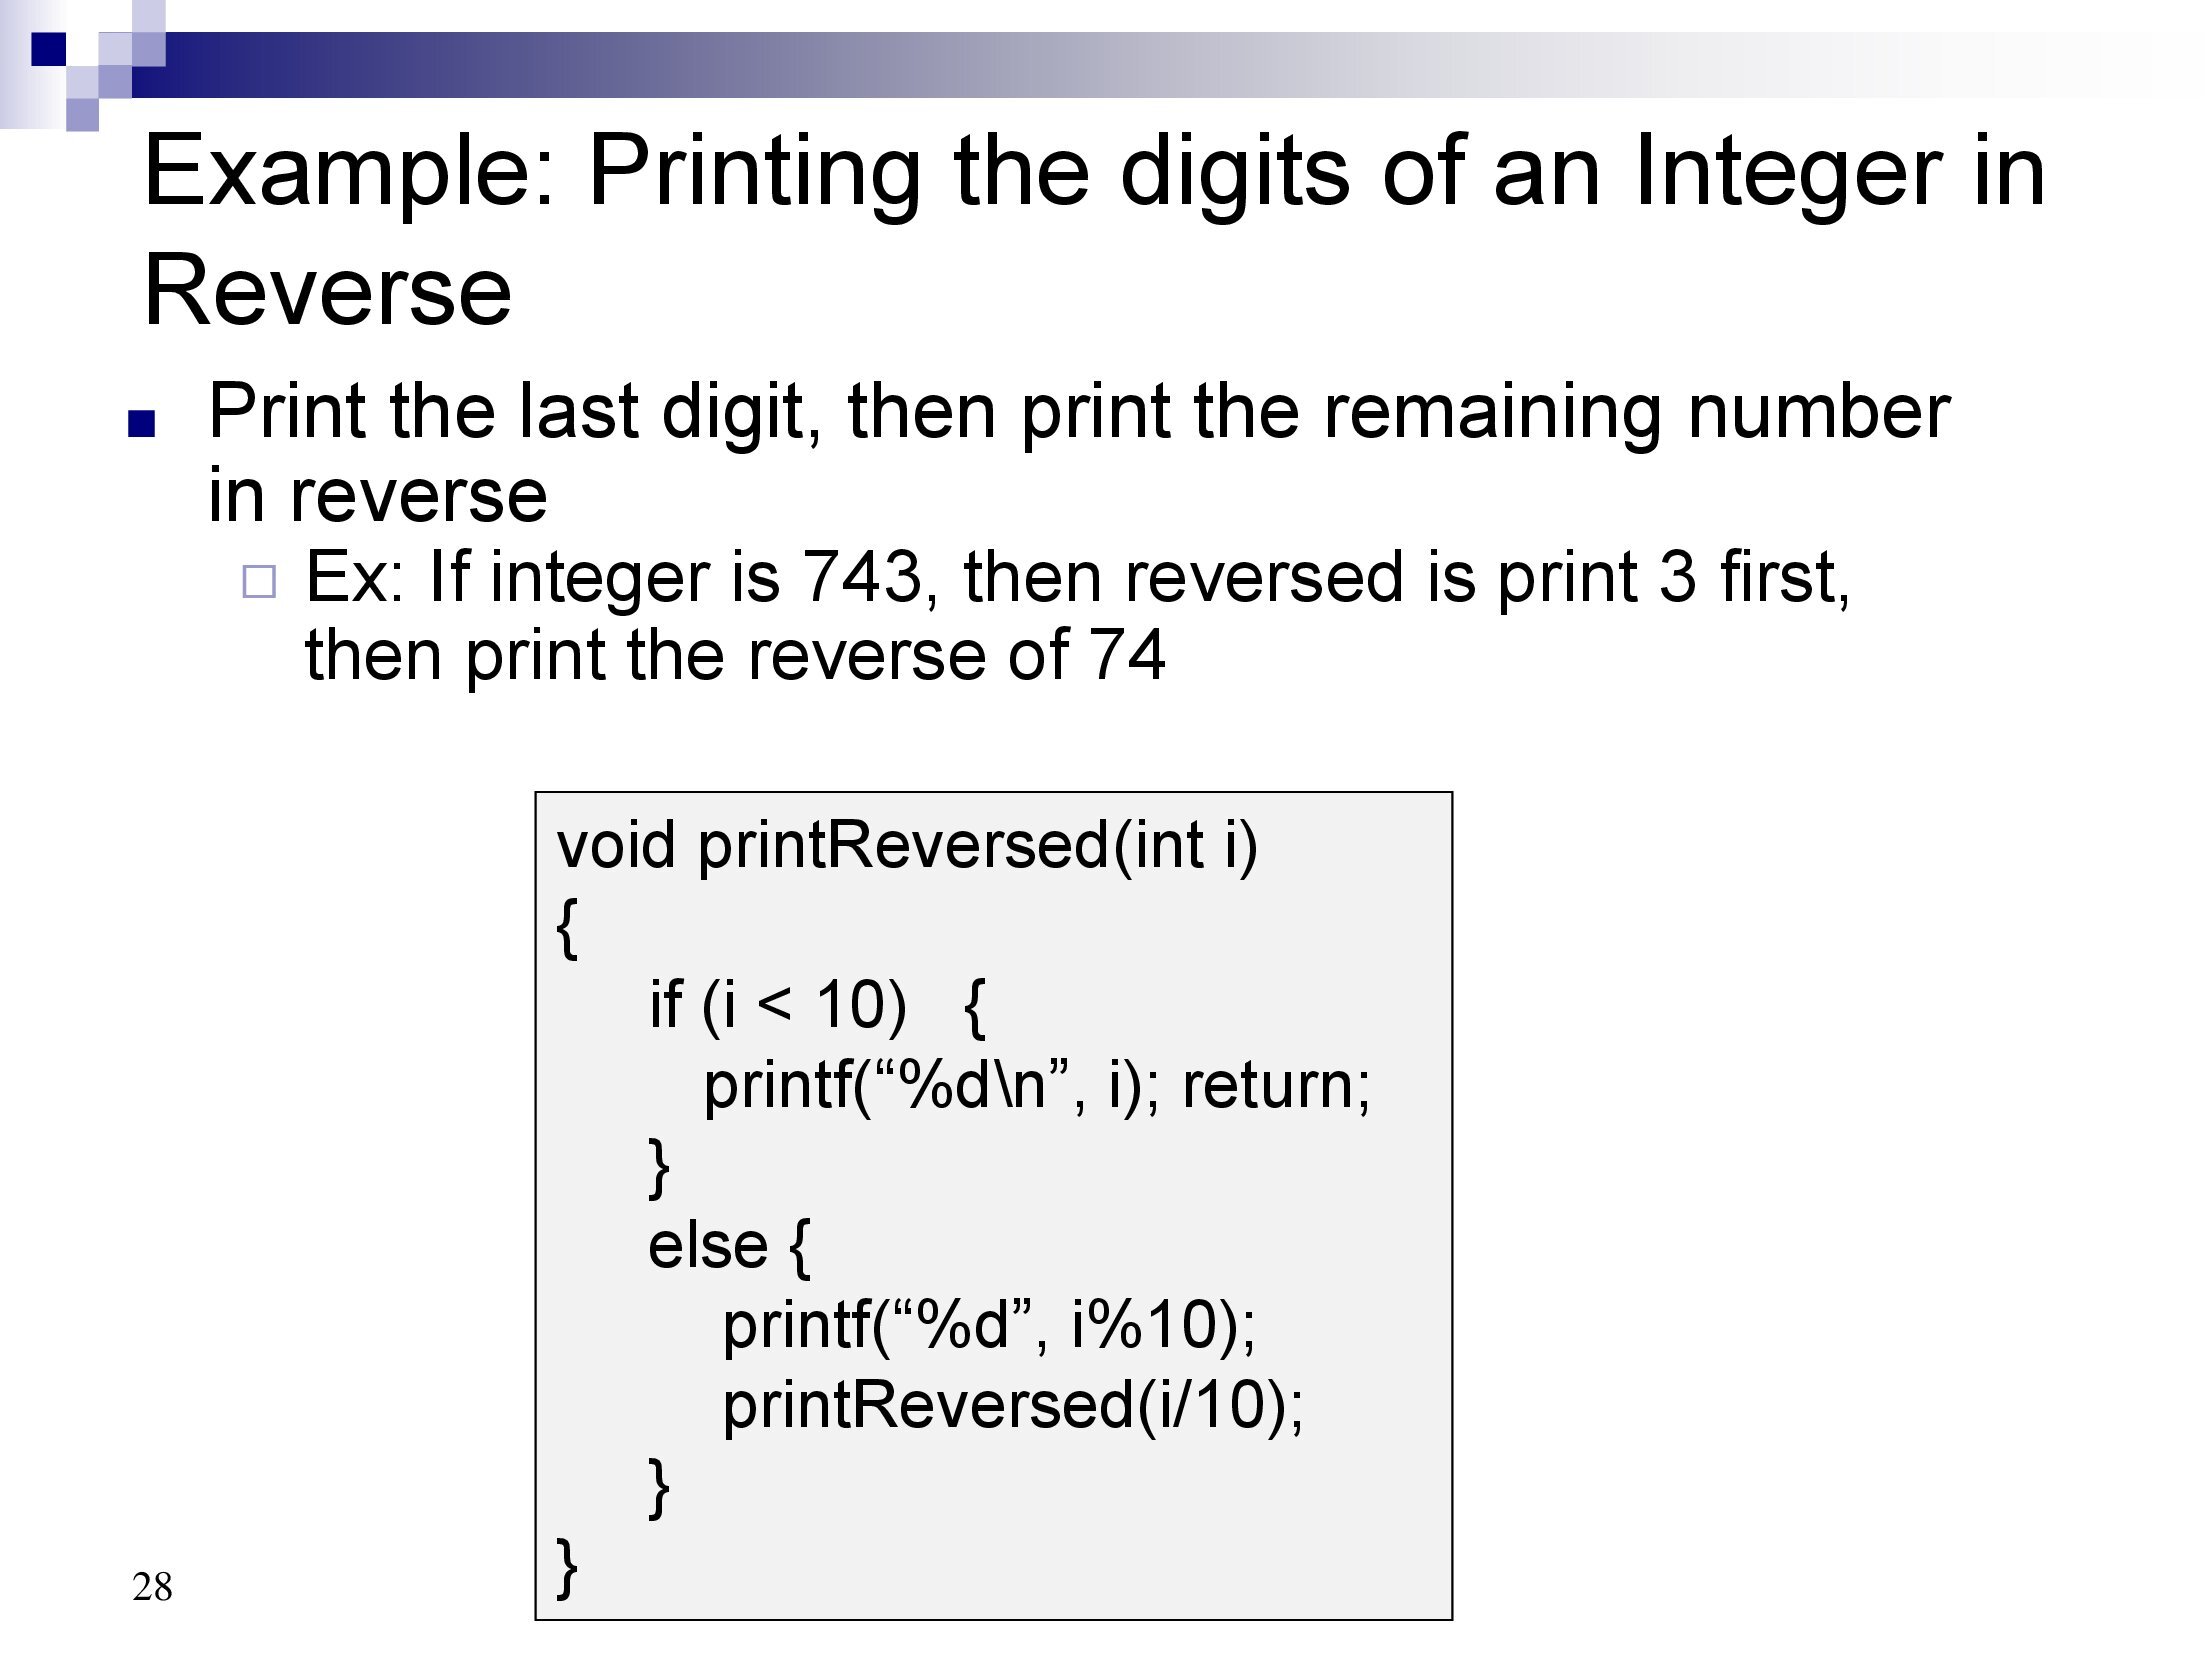 Example: Printing the digits of an Integer in
Reverse
Print the last digit, then print the remaining number
in reverse
Ex: If integer is 743, then reversed is print 3 first,
then print the reverse of 74
void printReversed(int i)
{
if (i < 10) {
printf(“%d\n”, i); return;
}
else {
printf(“%d”, i%10);
printReversed(i/10);
}
}
28